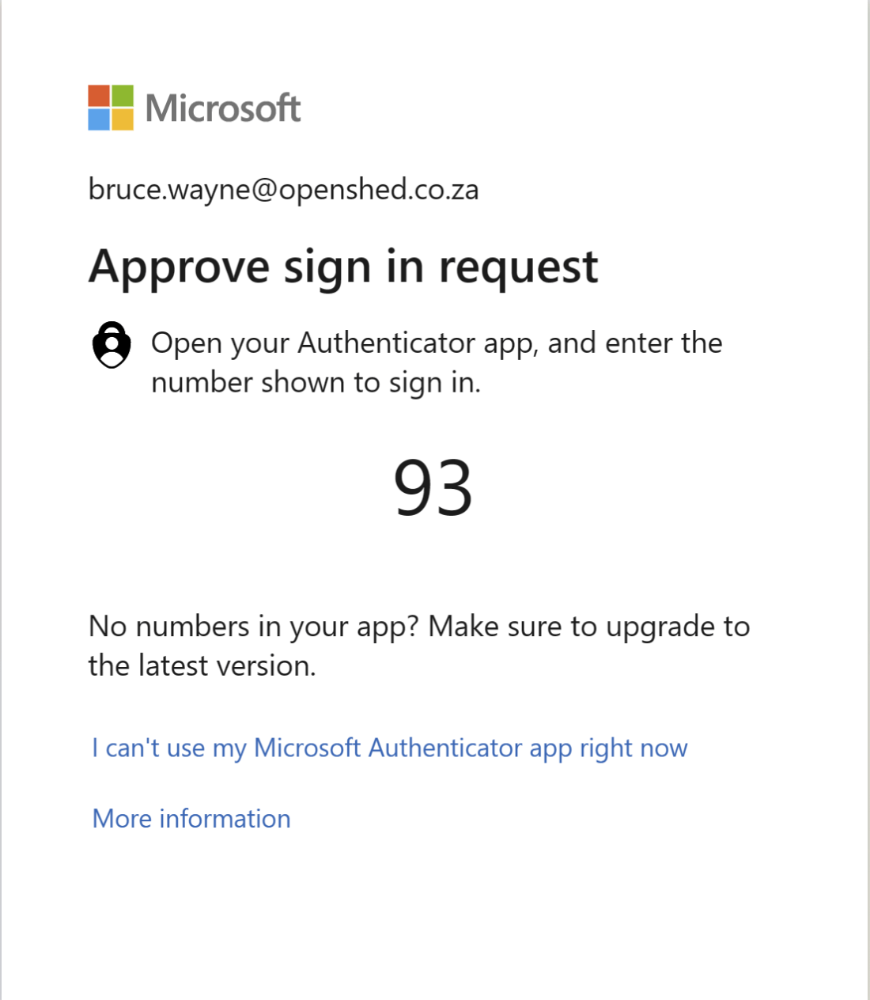 Microsoft
bruce.wayne@openshed.co.za
Approve sign in request
Open your Authenticator app, and enter the
number shown to sign in.
93
No numbers in your app? Make sure to upgrade to
the latest version.
I can't use my Microsoft Authenticator app right now
More information